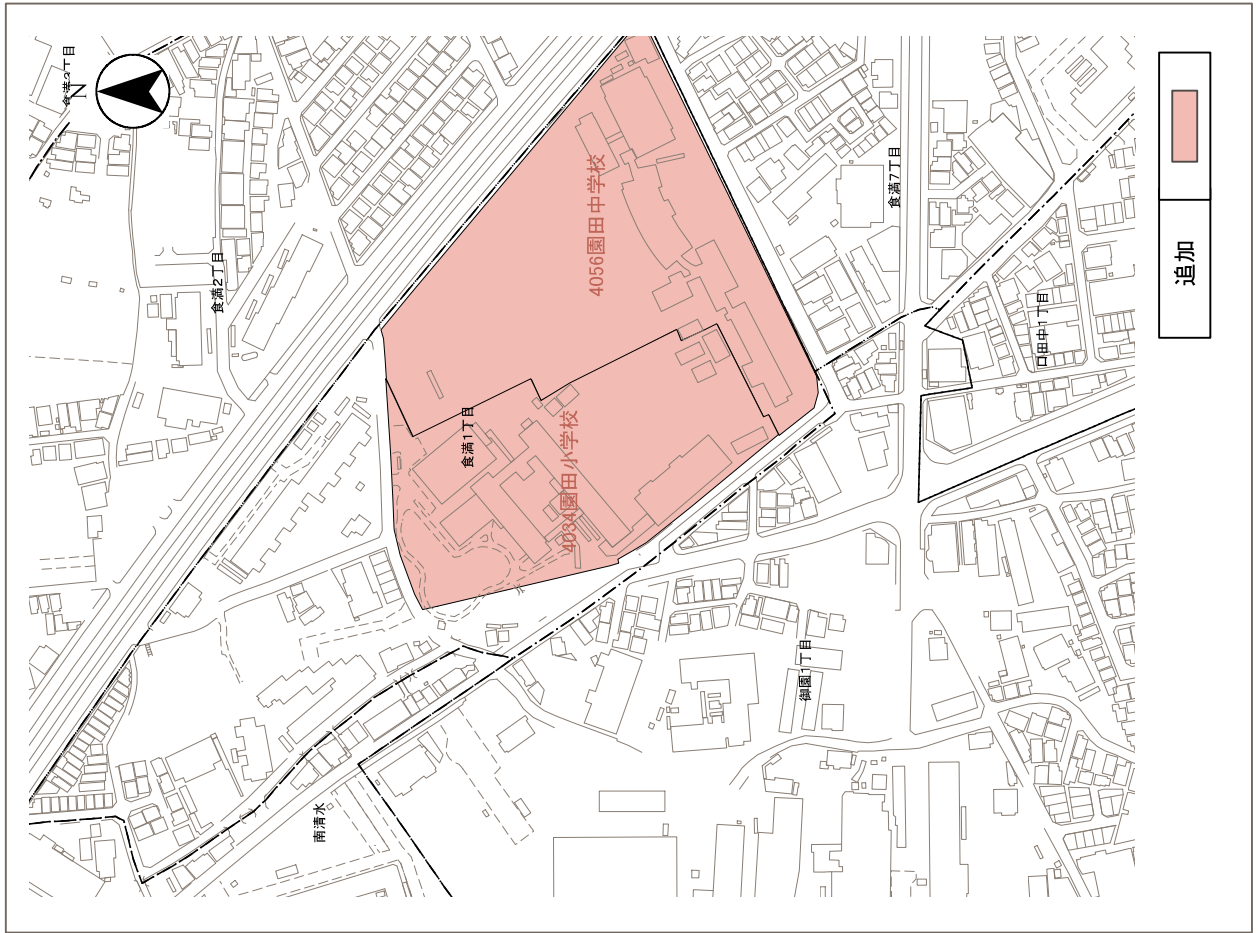 食満3丁目
N
食満2丁目
4056園田中学校
食満7丁目
追加
食満1丁目
4034園田小学校
口田中1丁目
御園1丁目
南清水